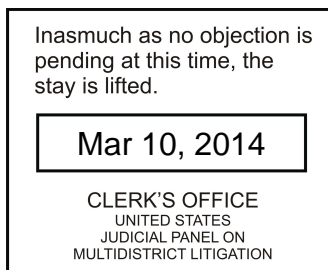 Inasmuch as no objection is
pending at this time, the
stay is lifted.
Mar 10, 2014
CLERK'S OFFICE
UNITED STATES
JUDICIAL PANEL ON
MULTIDISTRICT LITIGATION